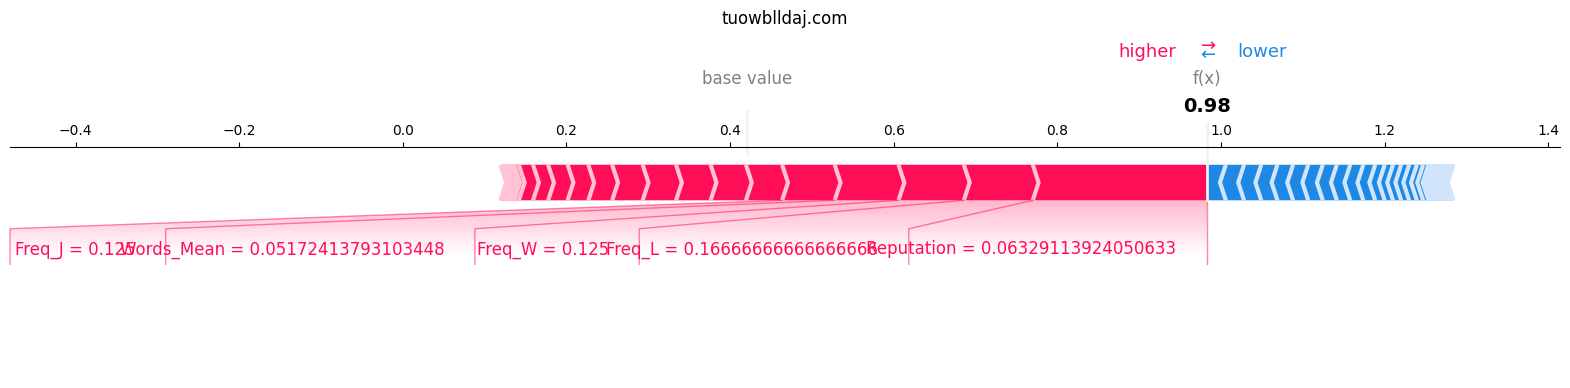 tuowblldaj.com
higher ⇄ lower
base value
f(x)
0.98
−0.4 −0.2 0.0 0.2 0.4 0.6 0.8 1.0 1.2 1.4
Freq_J = 0.125 Words_Mean = 0.05172413793103448 Freq_W = 0.125 Freq_L = 0.16666666666666666 Reputation = 0.06329113924050633